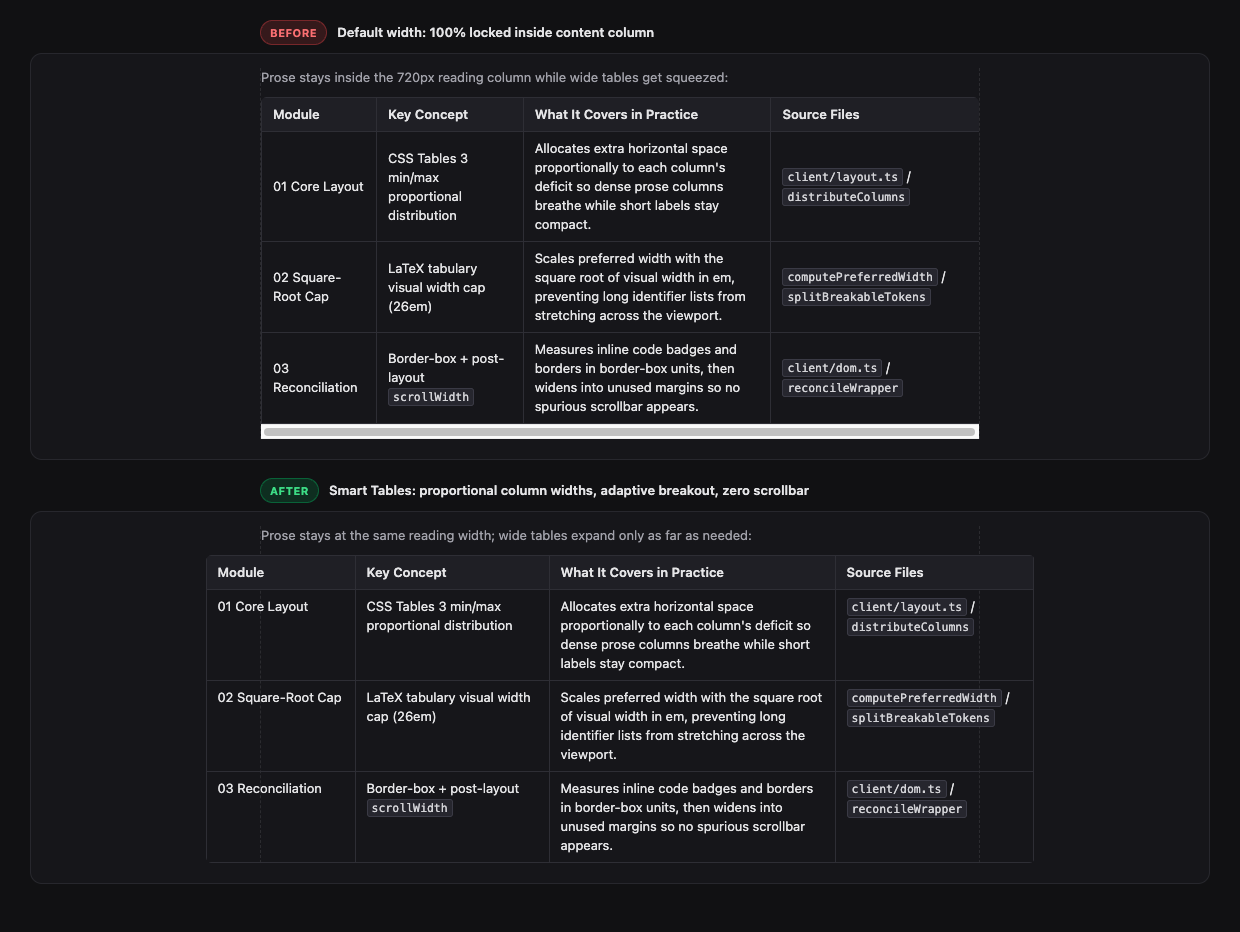 BEFORE Default width: 100% locked inside content column
Prose stays inside the 720px reading column while wide tables get squeezed:
Module Key Concept What It Covers in Practice Source Files
01 Core Layout
CSS Tables 3
min/max
proportional
distribution
Allocates extra horizontal space
proportionally to each column's
deficit so dense prose columns
breathe while short labels stay
compact.
client/layout.ts /
distributeColumns
02 Square-
Root Cap
LaTeX tabulary
visual width cap
(26em)
Scales preferred width with the
square root of visual width in em,
preventing long identifier lists from
stretching across the viewport.
computePreferredWidth /
splitBreakableTokens
03
Reconciliation
Border-box + post-
layout
scrollWidth
Measures inline code badges and
borders in border-box units, then
widens into unused margins so no
spurious scrollbar appears.
client/dom.ts /
reconcileWrapper
AFTER Smart Tables: proportional column widths, adaptive breakout, zero scrollbar
Prose stays at the same reading width; wide tables expand only as far as needed:
Module Key Concept What It Covers in Practice Source Files
01 Core Layout
CSS Tables 3 min/max
proportional distribution
Allocates extra horizontal space
proportionally to each column's deficit so
dense prose columns breathe while short
labels stay compact.
client/layout.ts /
distributeColumns
02 Square-Root Cap
LaTeX tabulary visual width
cap (26em)
Scales preferred width with the square root
of visual width in em, preventing long
identifier lists from stretching across the
viewport.
computePreferredWidth /
splitBreakableTokens
03 Reconciliation
Border-box + post-layout
scrollWidth
Measures inline code badges and borders
in border-box units, then widens into
unused margins so no spurious scrollbar
appears.
client/dom.ts /
reconcileWrapper